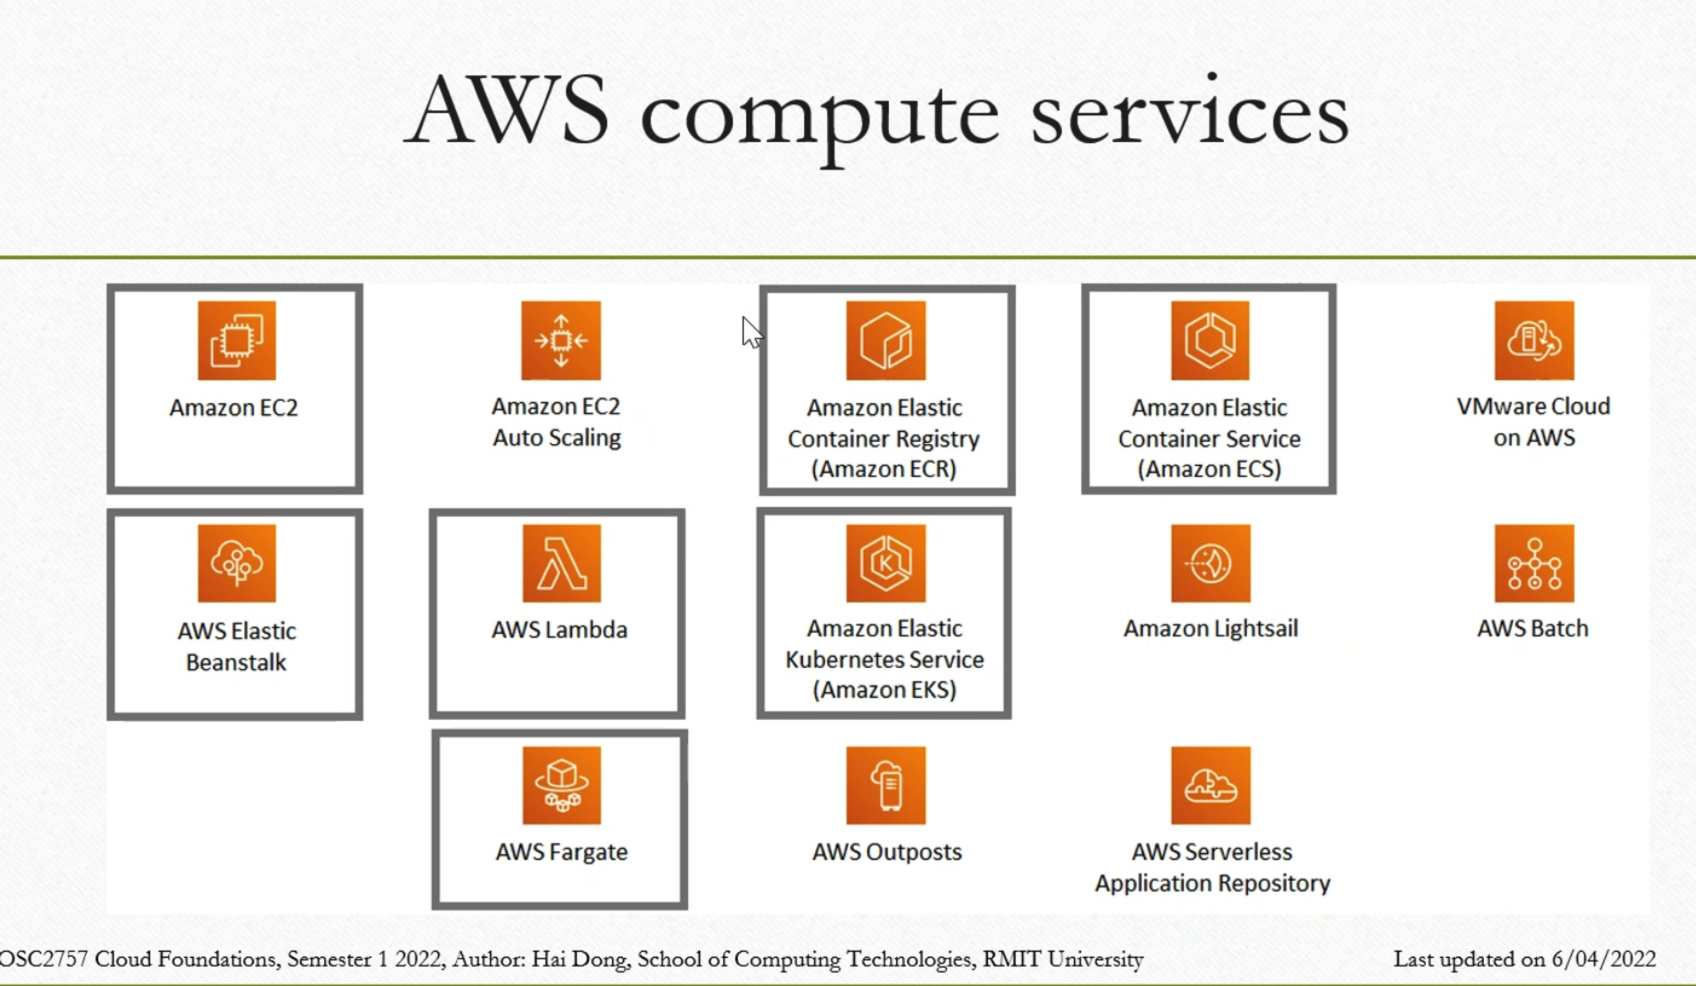 AWS compute services
Amazon EC2
Amazon EC2
Auto Scaling
Amazon Elastic
Container Registry
(Amazon ECR)
Amazon Elastic
Container Service
(Amazon ECS)
VMware Cloud
on AWS
AWS Elastic
Beanstalk
AWS Lambda
Amazon Elastic
Kubernetes Service
(Amazon EKS)
K
Amazon Lightsail
AWS Batch
AWS Fargate
AWS Outposts
AWS Serverless
Application Repository
OSC2757 Cloud Foundations, Semester 1 2022, Author: Hai Dong, School of Computing Technologies, RMIT University
Last updated on 6/04/2022